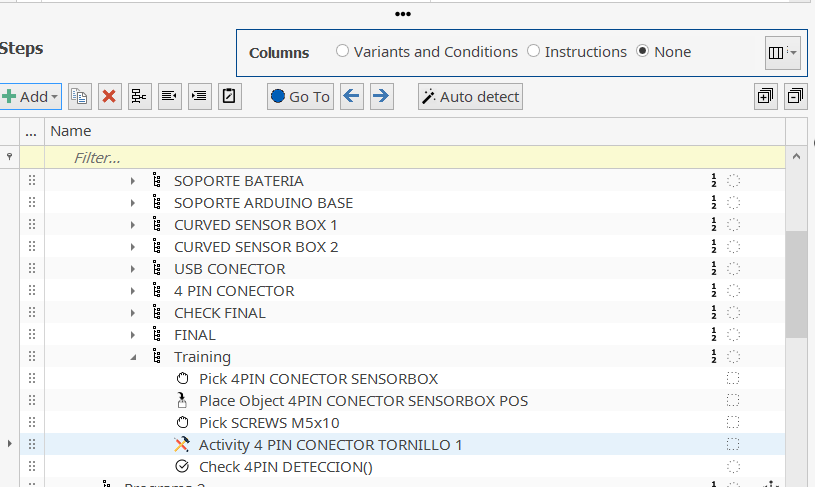 •••
Steps
Columns Variants and Conditions Instructions None
Add Go To Auto detect
... Name
Filter...
SOPORTE BATERIA
SOPORTE ARDUINO BASE
CURVED SENSOR BOX 1
CURVED SENSOR BOX 2
USB CONECTOR
4 PIN CONECTOR
CHECK FINAL
FINAL
Training
Pick 4PIN CONECTOR SENSORBOX
Place Object 4PIN CONECTOR SENSORBOX POS
Pick SCREWS M5x10
Activity 4 PIN CONECTOR TORNILLO 1
Check 4PIN DETECCION()